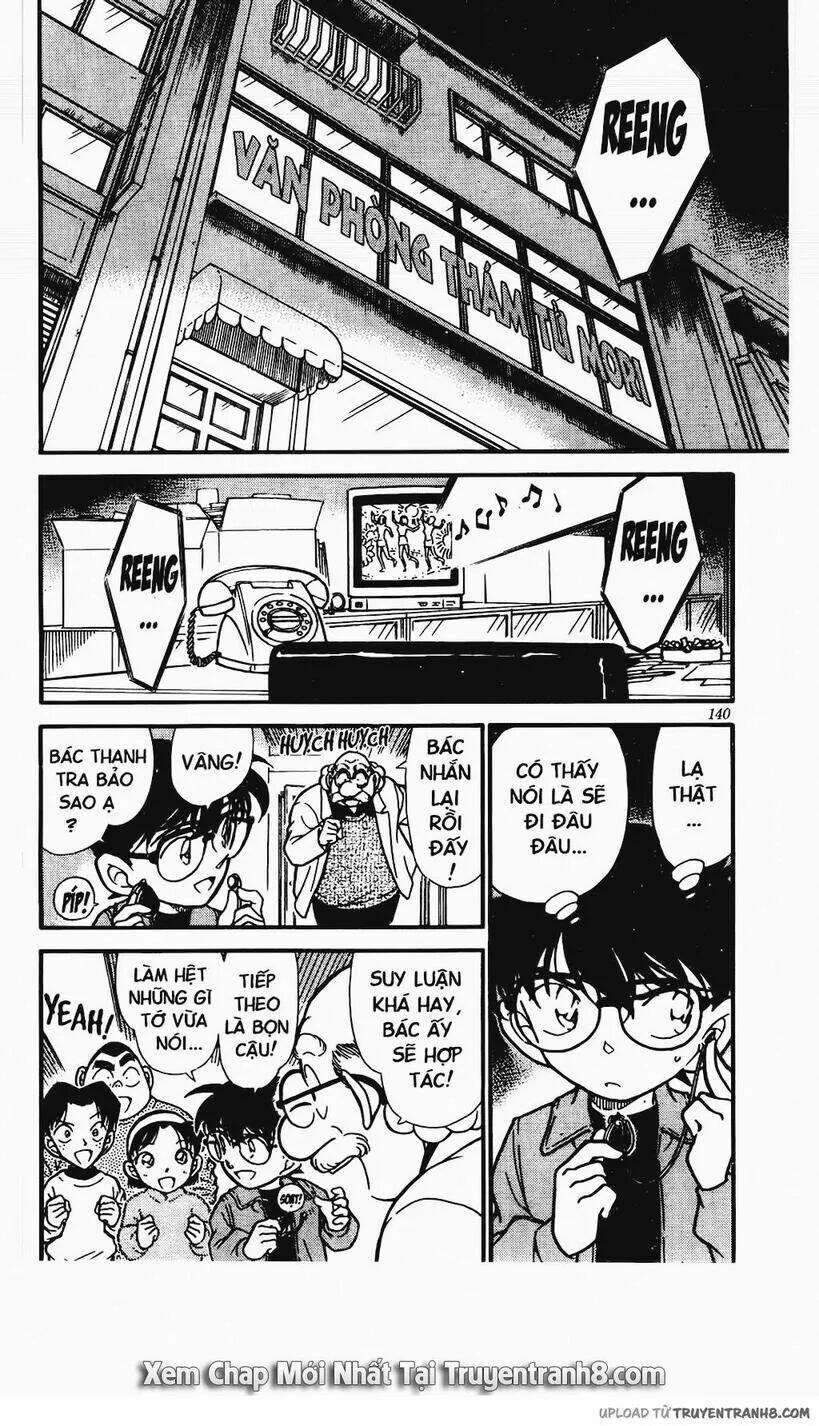 REENG
...
VĂN PHÒNG THÁM TỬ MORI
REENG
...
REENG
...
140
LẠ
THẬT
...
CÓ THẤY
NÓI LÀ SẼ
ĐI ĐÂU
ĐÂU...
BÁC
NHẮN
LẠI
RỒI
ĐẤY
!
HUỴCH HUỴCH
VÂNG!
BÁC THANH
TRA BẢO
SAO Ạ
?
PÍP!
SUY LUẬN
KHÁ HAY,
BÁC ẤY
SẼ HỢP
TÁC!
TIẾP
THEO
LÀ BỌN
CẬU!
LÀM HỆT
NHỮNG GÌ
TỚ VỪA
NÓI...
YEAH!
Xem Chap Mới Nhất Tại Truyentranh8.com
UPLOAD TỪ TRUYENTRANH8.COM